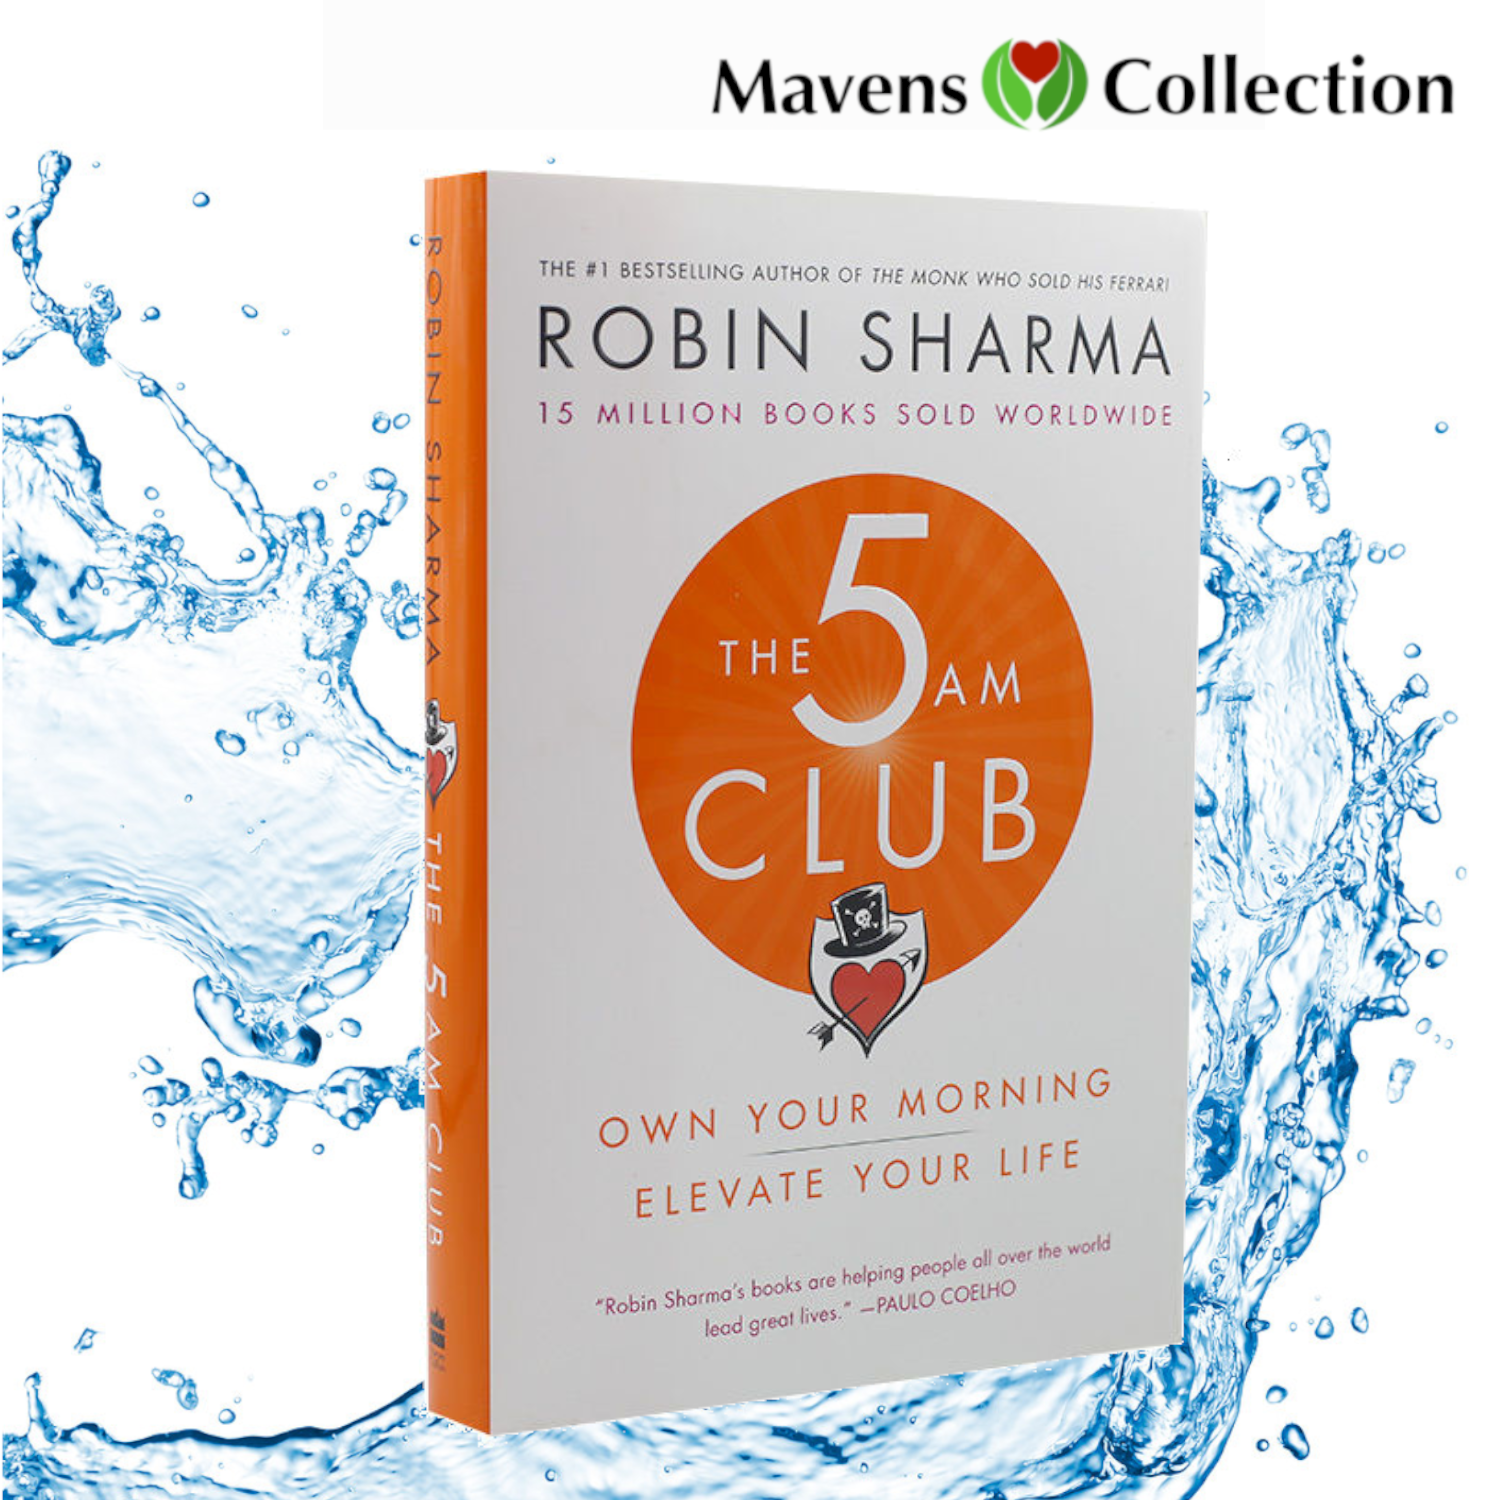 Mavens Collection
THE #1 BESTSELLING AUTHOR OF THE MONK WHO SOLD HIS FERRARI
ROBIN SHARMA
15 MILLION BOOKS SOLD WORLDWIDE
THE 5 AM
CLUB
OWN YOUR MORNING
ELEVATE YOUR LIFE
“Robin Sharma’s books are helping people all over the world
lead great lives.” —PAULO COELHO
ROBIN SHARMA THE 5 AM CLUB